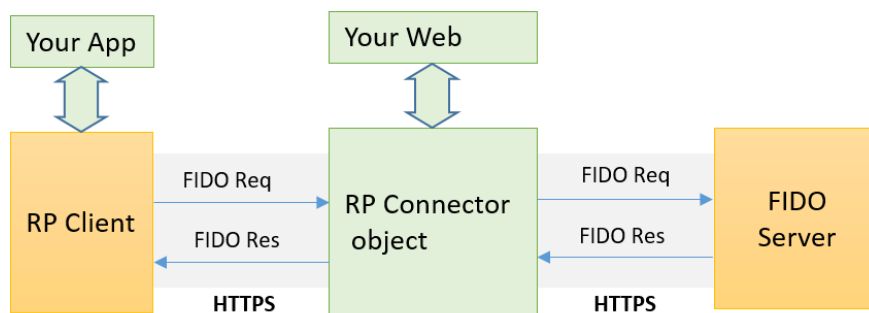 Your App
Your Web
RP Client
FIDO Req
FIDO Res
HTTPS
RP Connector
object
FIDO Req
FIDO Res
HTTPS
FIDO
Server